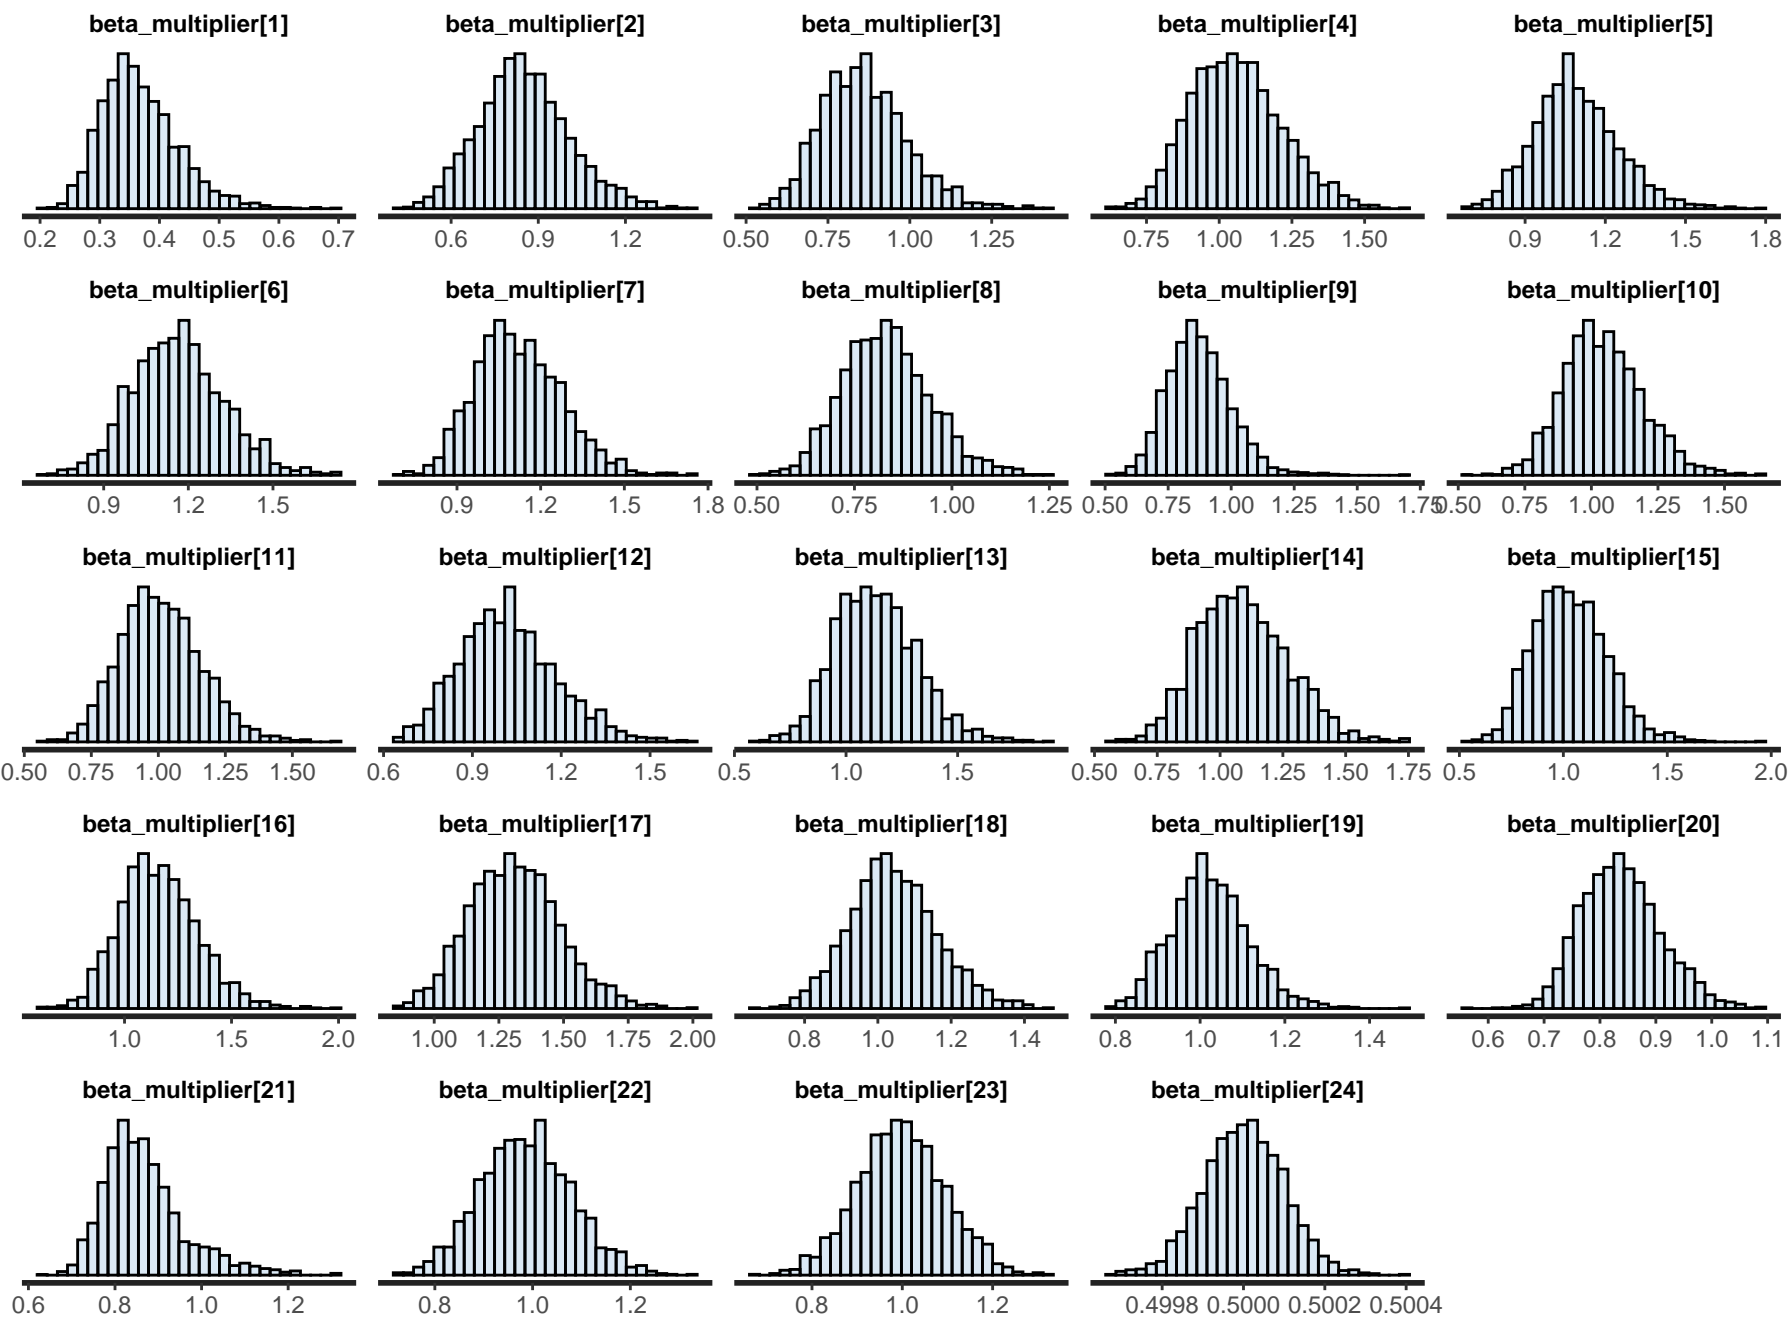 beta_multiplier[1] beta_multiplier[2] beta_multiplier[3] beta_multiplier[4] beta_multiplier[5]
0.2 0.3 0.4 0.5 0.6 0.7 0.6 0.9 1.2 0.50 0.75 1.00 1.25 0.75 1.00 1.25 1.50 0.9 1.2 1.5 1.8
beta_multiplier[6] beta_multiplier[7] beta_multiplier[8] beta_multiplier[9] beta_multiplier[10]
0.9 1.2 1.5 0.9 1.2 1.5 1.8 0.50 0.75 1.00 1.25 0.50 0.75 1.00 1.25 1.50 1.75 0.50 0.75 1.00 1.25 1.50
beta_multiplier[11] beta_multiplier[12] beta_multiplier[13] beta_multiplier[14] beta_multiplier[15]
0.50 0.75 1.00 1.25 1.50 0.6 0.9 1.2 1.5 0.5 1.0 1.5 0.50 0.75 1.00 1.25 1.50 1.75 0.5 1.0 1.5 2.0
beta_multiplier[16] beta_multiplier[17] beta_multiplier[18] beta_multiplier[19] beta_multiplier[20]
1.0 1.5 2.0 1.00 1.25 1.50 1.75 2.00 0.8 1.0 1.2 1.4 0.8 1.0 1.2 1.4 0.6 0.7 0.8 0.9 1.0 1.1
beta_multiplier[21] beta_multiplier[22] beta_multiplier[23] beta_multiplier[24]
0.6 0.8 1.0 1.2 0.8 1.0 1.2 0.8 1.0 1.2 0.4998 0.5000 0.5002 0.5004